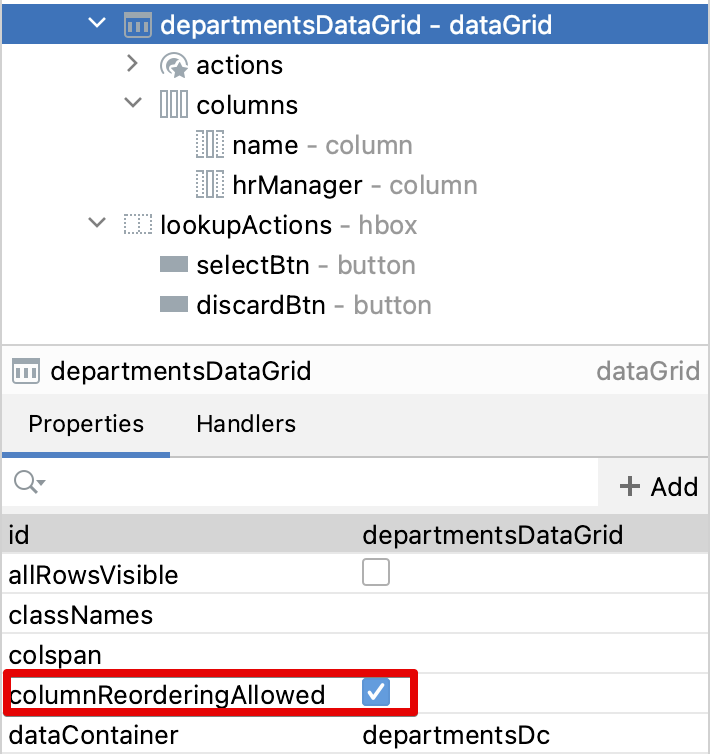 departmentsDataGrid - dataGrid
actions
columns
name - column
hrManager - column
lookupActions - hbox
selectBtn - button
discardBtn - button
departmentsDataGrid dataGrid
Properties Handlers
+ Add
id departmentsDataGrid
allRowsVisible
classNames
colspan
columnReorderingAllowed
dataContainer departmentsDc